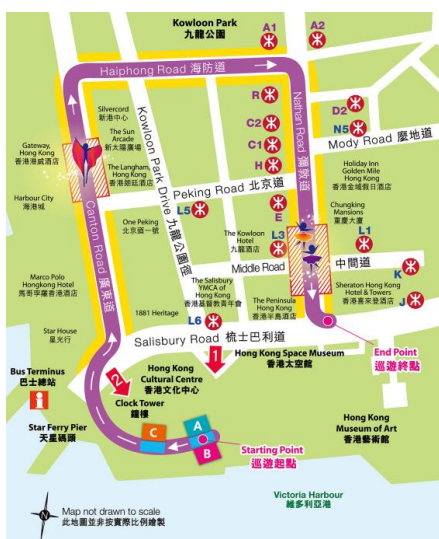 Kowloon Park
九龍公園
A1
A2
Haiphong Road 海防道
R
C2
C1
H
D2
N5
Mody Road 麼地道
Nathan Road 彌敦道
Kowloon Park Drive 九龍公園徑
Silvercord
新港中心
The Sun
Arcade
新太陽廣場
Gateway,
Hong Kong
香港港威酒店
The Langham,
Hong Kong
香港朗廷酒店
Harbour City
海港城
Canton Road 廣東道
Peking Road 北京道
Holiday Inn
Golden Mile
Hong Kong
香港金域假日酒店
L5
E
Chungking
Mansions
重慶大廈
One Peking
北京道一號
The Kowloon
Hotel
九龍酒店
L3
L1
Middle Road
中間道
K
Marco Polo
Hongkong Hotel
馬哥孛羅香港酒店
The Salisbury
YMCA of
Hong Kong
香港基督教青年會
Sheraton Hong Kong
Hotel & Towers
香港喜來登酒店
J
1881 Heritage
L6
The Peninsula
Hong Kong
香港半島酒店
Star House
星光行
Salisbury Road 梳士巴利道
1
Hong Kong Space Museum
香港太空館
End Point
巡遊終點
Bus Terminus
巴士總站
i
2
Hong Kong
Cultural Centre
香港文化中心
Clock Tower
鐘樓
Star Ferry Pier
天星碼頭
C
A
B
Starting Point
巡遊起點
Hong Kong
Museum of Art
香港藝術館
Victoria Harbour
維多利亞港
N
Map not drawn to scale
此地圖並非按實際比例繪製